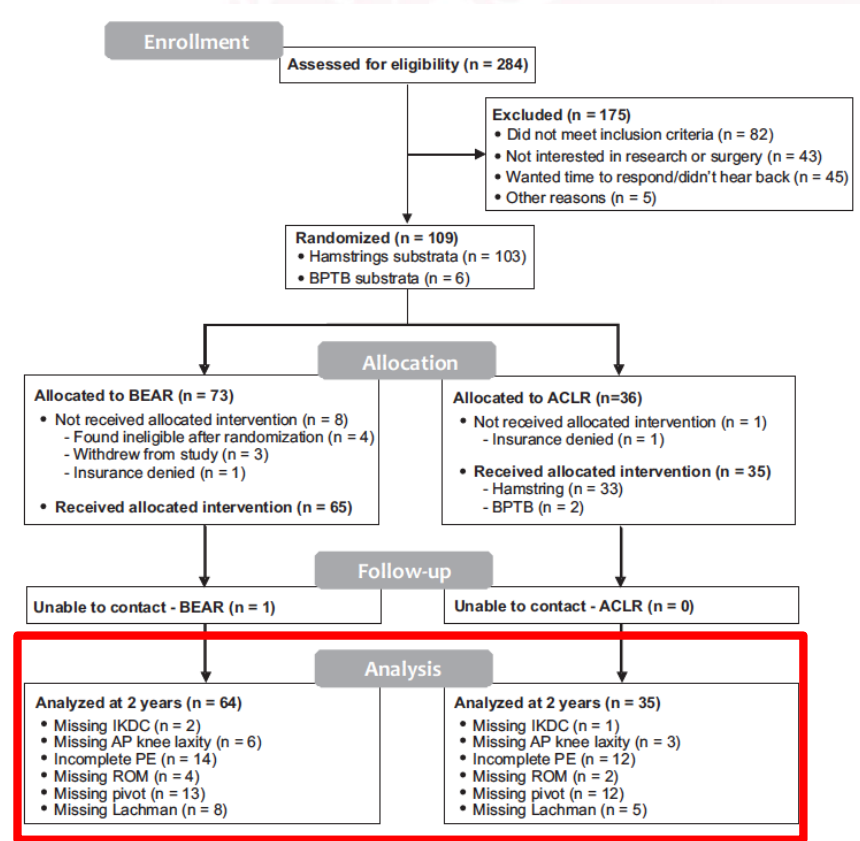 Enrollment
Assessed for eligibility (n = 284)
Excluded (n = 175)
• Did not meet inclusion criteria (n = 82)
• Not interested in research or surgery (n = 43)
• Wanted time to respond/didn't hear back (n = 45)
• Other reasons (n = 5)
Randomized (n = 109)
• Hamstrings substrata (n = 103)
• BPTB substrata (n = 6)
Allocation
Allocated to BEAR (n = 73)
• Not received allocated intervention (n = 8)
- Found ineligible after randomization (n = 4)
- Withdrew from study (n = 3)
- Insurance denied (n = 1)
• Received allocated intervention (n = 65)
Allocated to ACLR (n=36)
• Not received allocated intervention (n = 1)
- Insurance denied (n = 1)
• Received allocated intervention (n = 35)
- Hamstring (n = 33)
- BPTB (n = 2)
Follow-up
Unable to contact - BEAR (n = 1)
Unable to contact - ACLR (n = 0)
Analysis
Analyzed at 2 years (n = 64)
• Missing IKDC (n = 2)
• Missing AP knee laxity (n = 6)
• Incomplete PE (n = 14)
• Missing ROM (n = 4)
• Missing pivot (n = 13)
• Missing Lachman (n = 8)
Analyzed at 2 years (n = 35)
• Missing IKDC (n = 1)
• Missing AP knee laxity (n = 3)
• Incomplete PE (n = 12)
• Missing ROM (n = 2)
• Missing pivot (n = 12)
• Missing Lachman (n = 5)